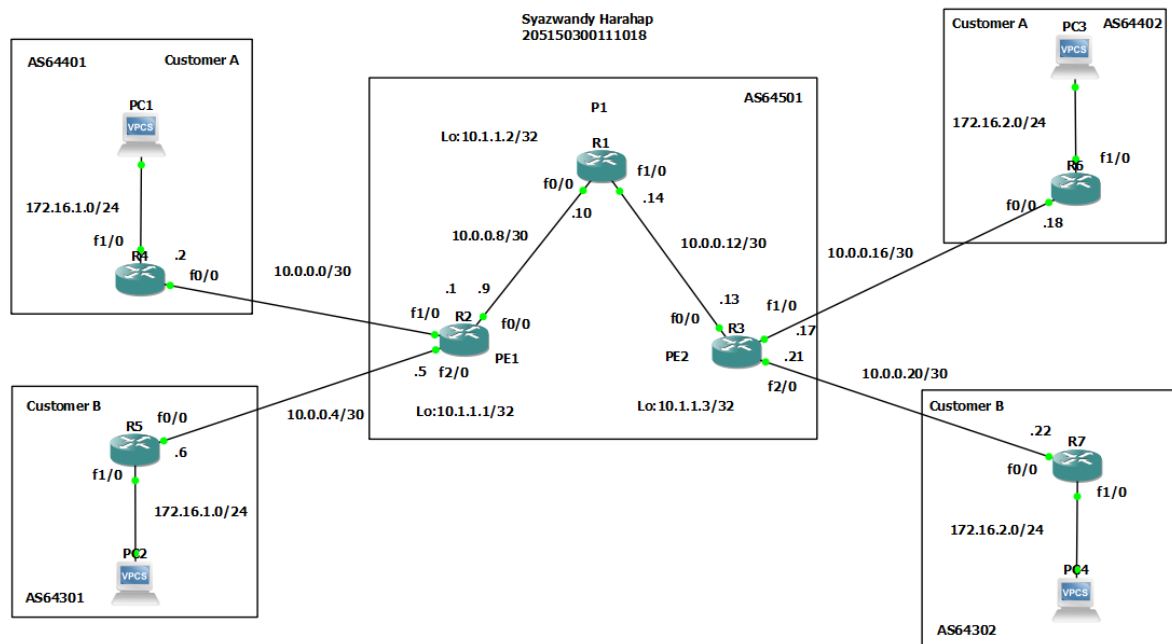 Syazwandy Harahap
205150300111018
AS64401
Customer A
PC1
VPCS
172.16.1.0/24
f1/0
R4
.2
f0/0
10.0.0.0/30
Customer B
f0/0
R5
.6
f1/0
10.0.0.4/30
172.16.1.0/24
PC2
VPCS
AS64301
AS64501
P1
Lo:10.1.1.2/32
R1
f0/0
f1/0
.10
.14
10.0.0.8/30
10.0.0.12/30
.1
.9
f1/0
R2
f0/0
PE1
.5
f2/0
Lo:10.1.1.1/32
.13
f0/0
R3
f1/0
.17
PE2
.21
f2/0
Lo:10.1.1.3/32
Customer A
AS64402
PC3
VPCS
172.16.2.0/24
f1/0
R6
f0/0
.18
10.0.0.16/30
10.0.0.20/30
Customer B
.22
R7
f0/0
f1/0
172.16.2.0/24
PC4
VPCS
AS64302